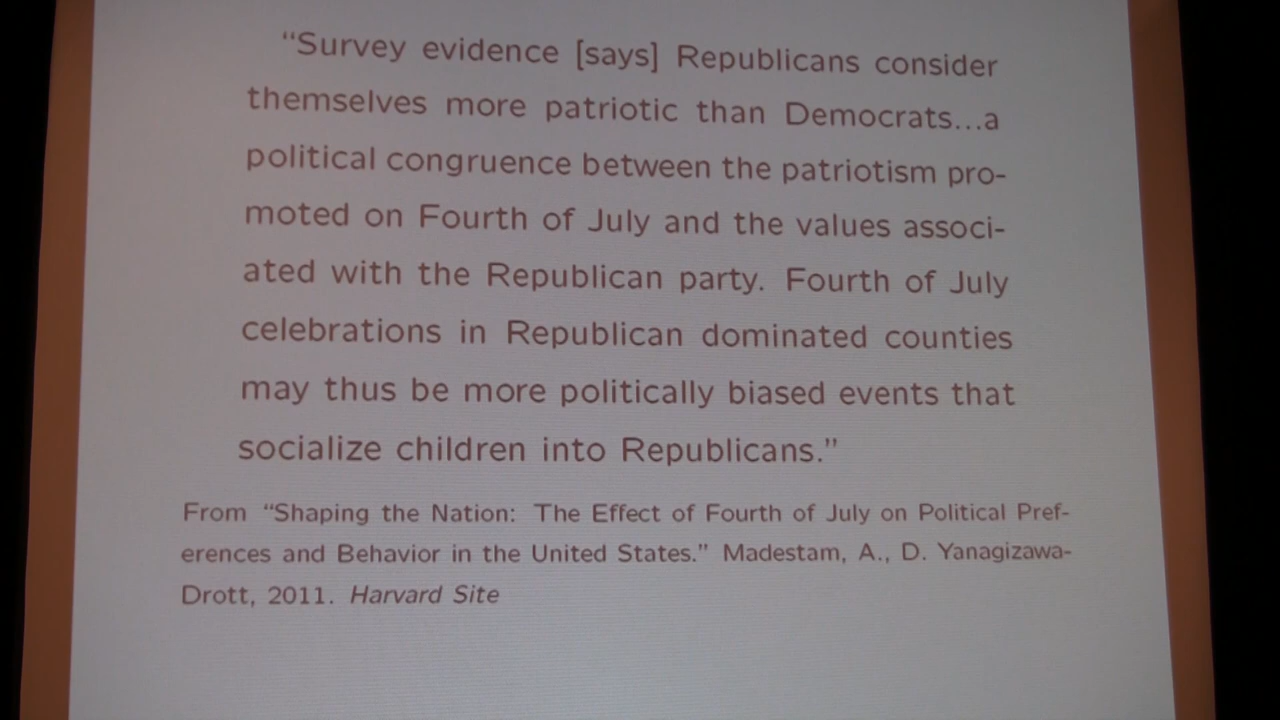 “Survey evidence [says] Republicans consider
themselves more patriotic than Democrats...a
political congruence between the patriotism pro-
moted on Fourth of July and the values associ-
ated with the Republican party. Fourth of July
celebrations in Republican dominated counties
may thus be more politically biased events that
socialize children into Republicans.”
From “Shaping the Nation: The Effect of Fourth of July on Political Pref-
erences and Behavior in the United States.” Madestam, A., D. Yanagizawa-
Drott, 2011. Harvard Site